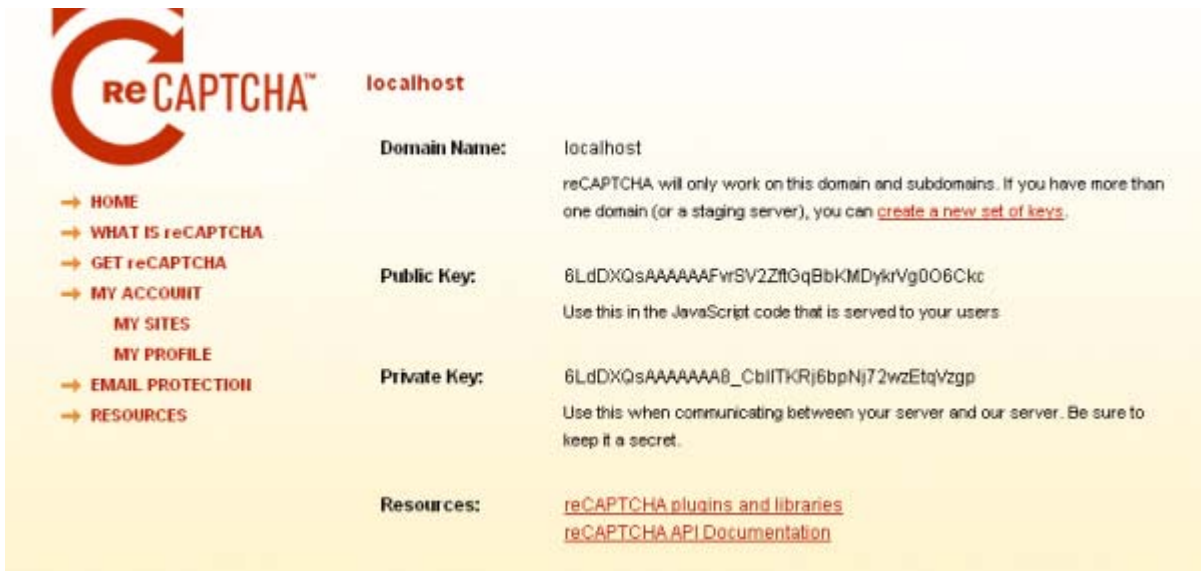 reCAPTCHA™
localhost
Domain Name: localhost
reCAPTCHA will only work on this domain and subdomains. If you have more than
one domain (or a staging server), you can create a new set of keys.
HOME
WHAT IS reCAPTCHA
GET reCAPTCHA
MY ACCOUNT
MY SITES
MY PROFILE
EMAIL PROTECTION
RESOURCES
Public Key:
Use this in the JavaScript code that is served to your users
Private Key:
Use this when communicating between your server and our server. Be sure to
keep it a secret.
Resources: reCAPTCHA plugins and libraries
reCAPTCHA API Documentation